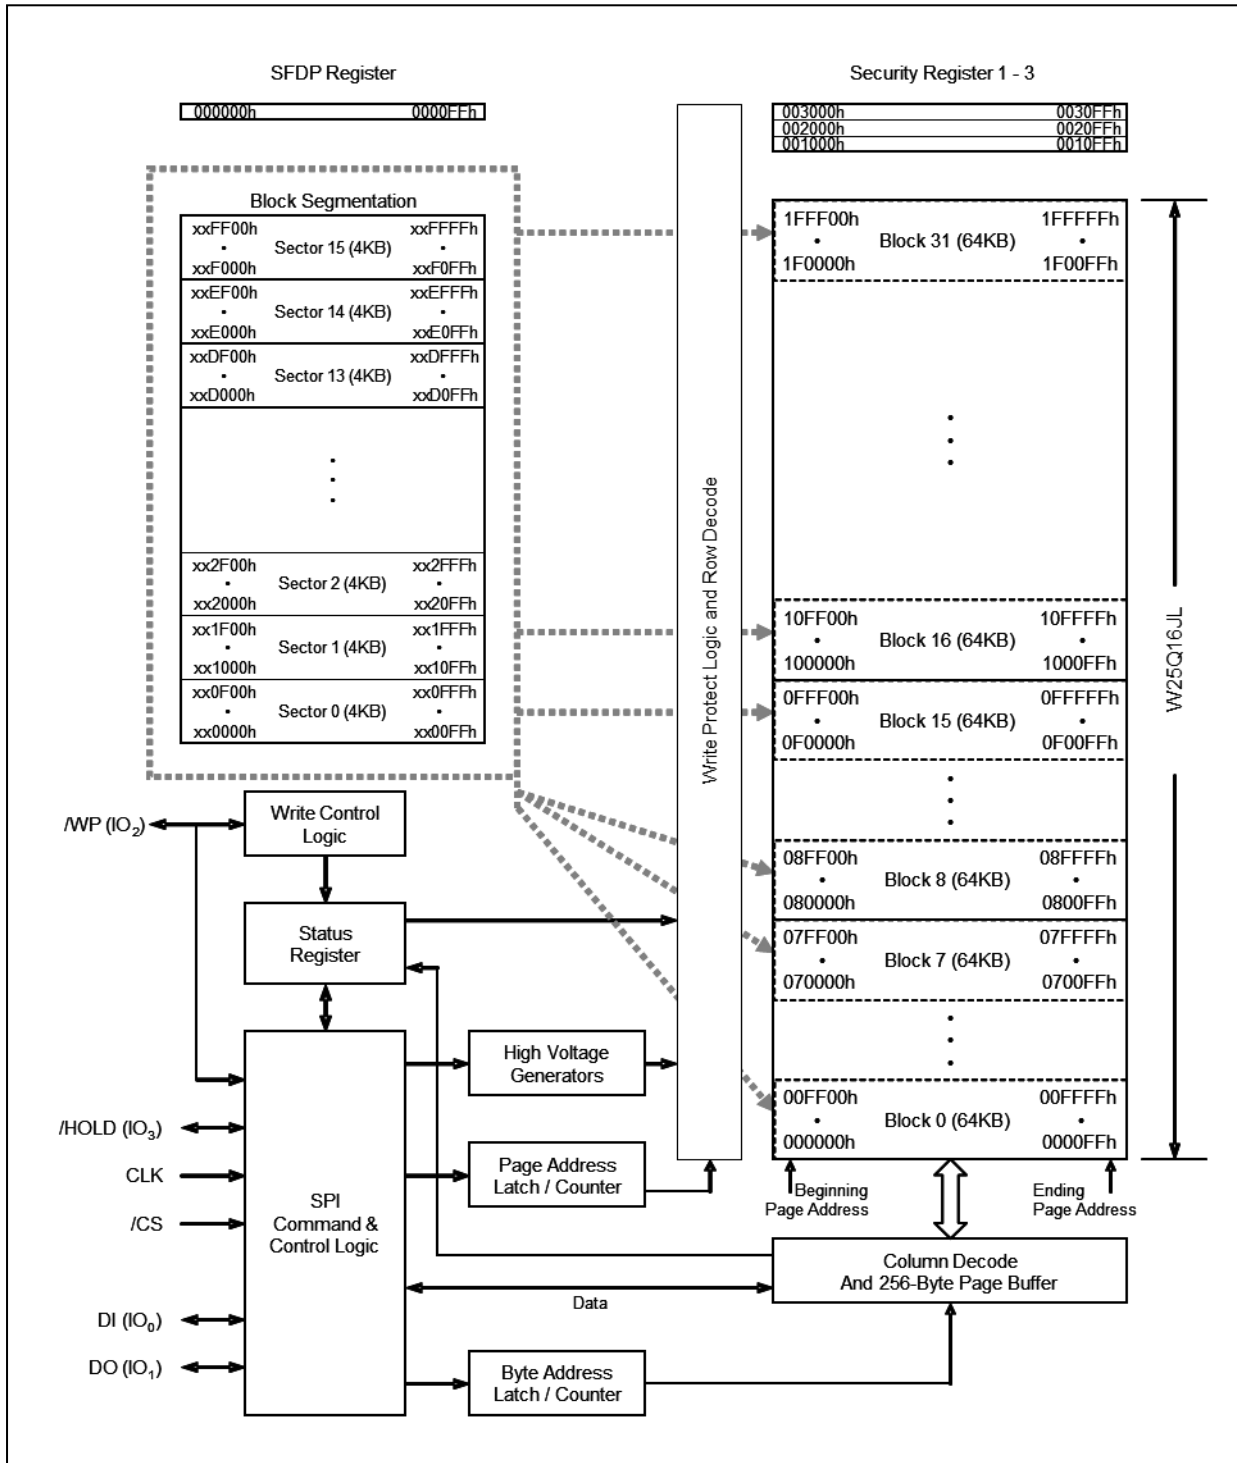 SFDP Register
000000h 0000FFh
Security Register 1 - 3
003000h 0030FFh
002000h 0020FFh
001000h 0010FFh
Block Segmentation
xxFF00h xxFFFFh
• Sector 15 (4KB) •
xxF000h xxF0FFh
xxEF00h xxEFFFh
• Sector 14 (4KB) •
xxE000h xxE0FFh
xxDF00h xxDFFFh
• Sector 13 (4KB) •
xxD000h xxD0FFh
xx2F00h xx2FFFh
• Sector 2 (4KB) •
xx2000h xx20FFh
xx1F00h xx1FFFh
• Sector 1 (4KB) •
xx1000h xx10FFh
xx0F00h xx0FFFh
• Sector 0 (4KB) •
xx0000h xx00FFh
Write Protect Logic and Row Decode
1FFF00h 1FFFFFh
• Block 31 (64KB) •
1F0000h 1F00FFh
10FF00h 10FFFFh
• Block 16 (64KB) •
100000h 1000FFh
0FFF00h 0FFFFFh
• Block 15 (64KB) •
0F0000h 0F00FFh
08FF00h 08FFFFh
• Block 8 (64KB) •
080000h 0800FFh
07FF00h 07FFFFh
• Block 7 (64KB) •
070000h 0700FFh
00FF00h 00FFFFh
• Block 0 (64KB) •
000000h 0000FFh
W25Q16JL
Beginning
Page Address
Ending
Page Address
/WP (IO2)
Write Control
Logic
Status
Register
High Voltage
Generators
/HOLD (IO3)
CLK
/CS
DI (IO0)
DO (IO1)
SPI
Command &
Control Logic
Page Address
Latch / Counter
Column Decode
And 256-Byte Page Buffer
Data
Byte Address
Latch / Counter